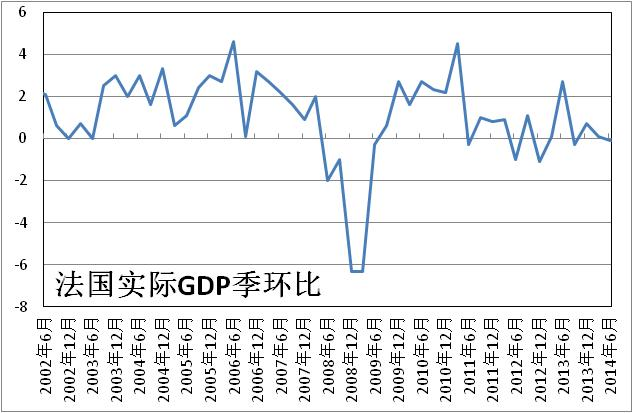 6
4
2
0
-2
-4
-6
-8
法国实际GDP季环比
2002年6月
2002年12月
2003年6月
2003年12月
2004年6月
2004年12月
2005年6月
2005年12月
2006年6月
2006年12月
2007年6月
2007年12月
2008年6月
2008年12月
2009年6月
2009年12月
2010年6月
2010年12月
2011年6月
2011年12月
2012年6月
2012年12月
2013年6月
2013年12月
2014年6月